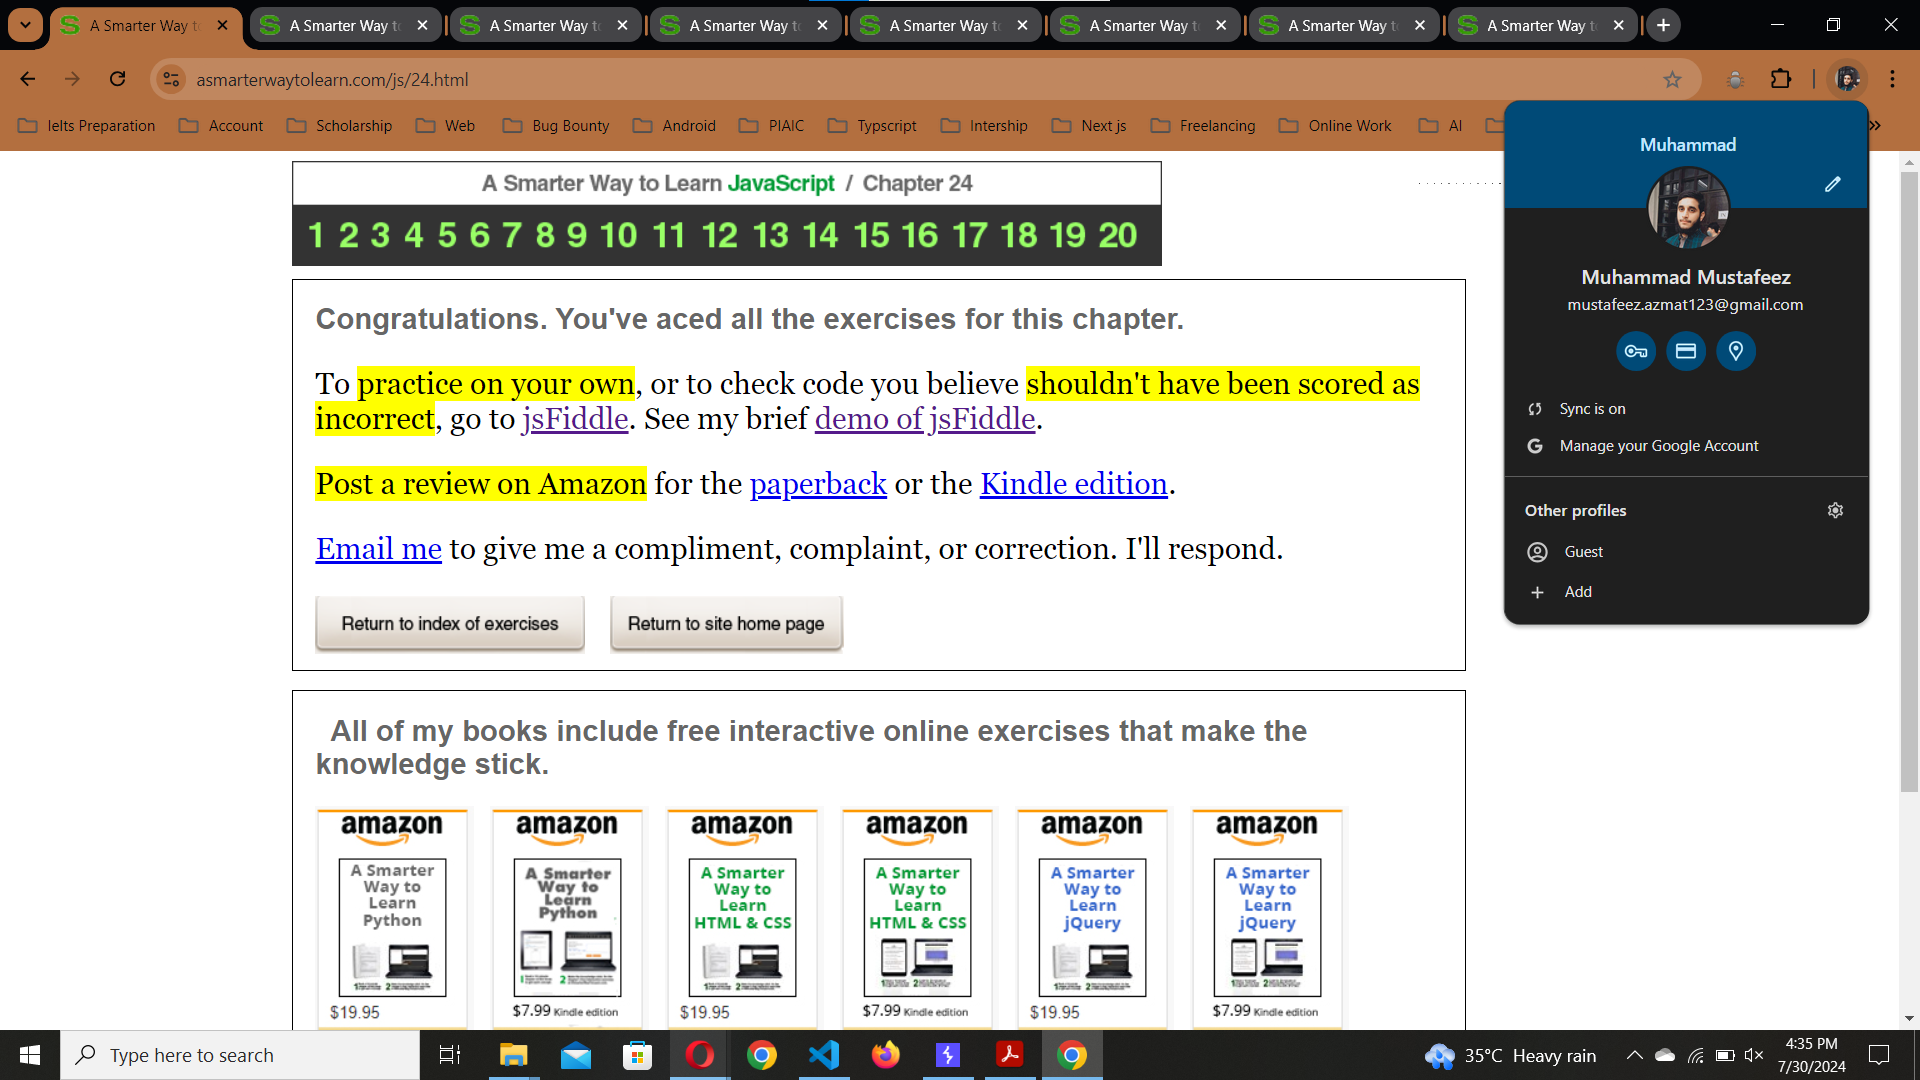 A Smarter Way t
A Smarter Way t
A Smarter Way t
A Smarter Way t
A Smarter Way t
A Smarter Way t
A Smarter Way t
A Smarter Way t
asmarterwaytolearn.com/js/24.html
Ielts Preparation Account Scholarship Web Bug Bounty Android PIAIC Typscript Intership Next js Freelancing Online Work AI
A Smarter Way to Learn JavaScript / Chapter 24
1 2 3 4 5 6 7 8 9 10 11 12 13 14 15 16 17 18 19 20
Congratulations. You've aced all the exercises for this chapter.
To practice on your own, or to check code you believe shouldn't have been scored as
incorrect, go to jsFiddle. See my brief demo of jsFiddle.
Post a review on Amazon for the paperback or the Kindle edition.
Email me to give me a compliment, complaint, or correction. I'll respond.
Return to index of exercises
Return to site home page
Muhammad
Muhammad Mustafeez
mustafeez.azmat123@gmail.com
Sync is on
Manage your Google Account
Other profiles
Guest
Add
All of my books include free interactive online exercises that make the
knowledge stick.
amazon
A Smarter
Way to
Learn
Python
$19.95
amazon
A Smarter
Way to
Learn
Python
$7.99 Kindle edition
amazon
A Smarter
Way to
Learn
HTML & CSS
$19.95
amazon
A Smarter
Way to
Learn
HTML & CSS
$7.99 Kindle edition
amazon
A Smarter
Way to
Learn
jQuery
$19.95
amazon
A Smarter
Way to
Learn
jQuery
$7.99 Kindle edition
Type here to search
35°C Heavy rain
4:35 PM
7/30/2024